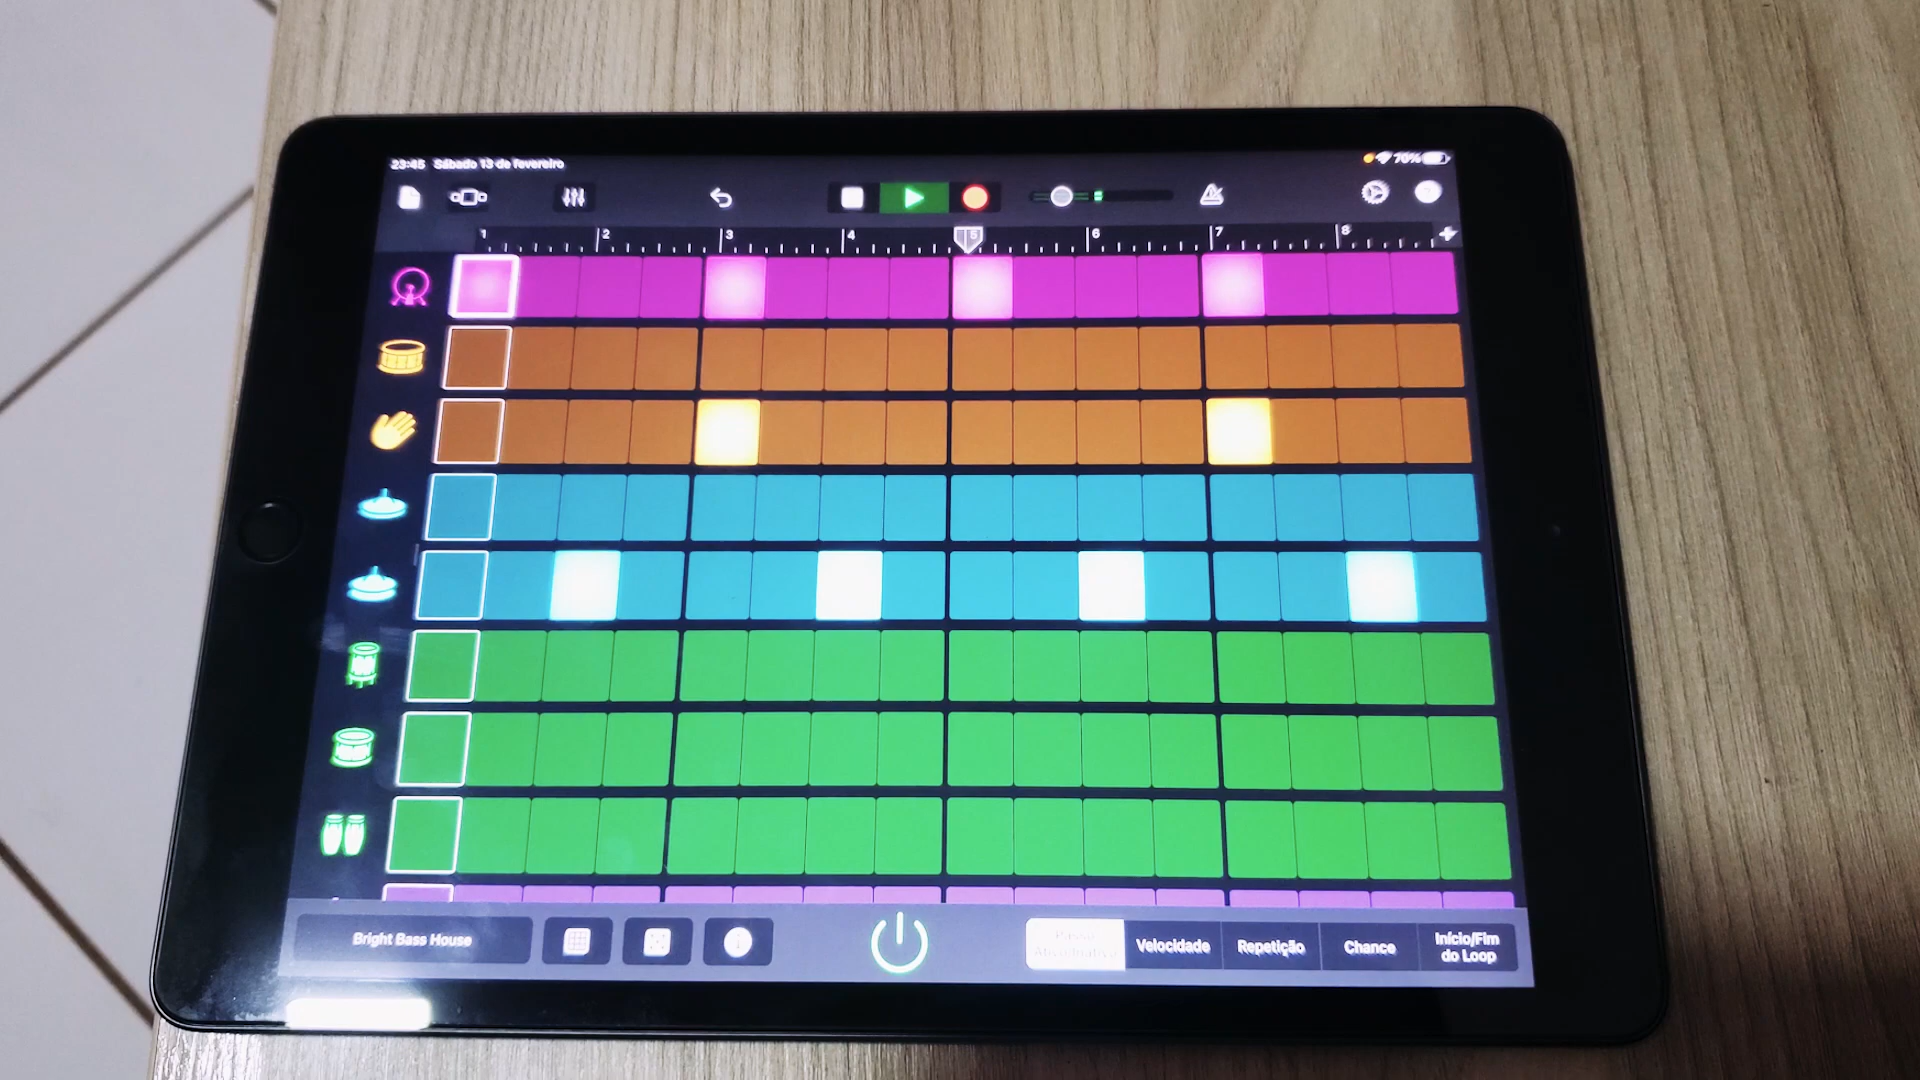 23:45 Sábado 13 de fevereiro
70%
1 2 3 4 5 6 7 8
Bright Bass House
Velocidade
Repetição
Chance
Início/Fim
do Loop